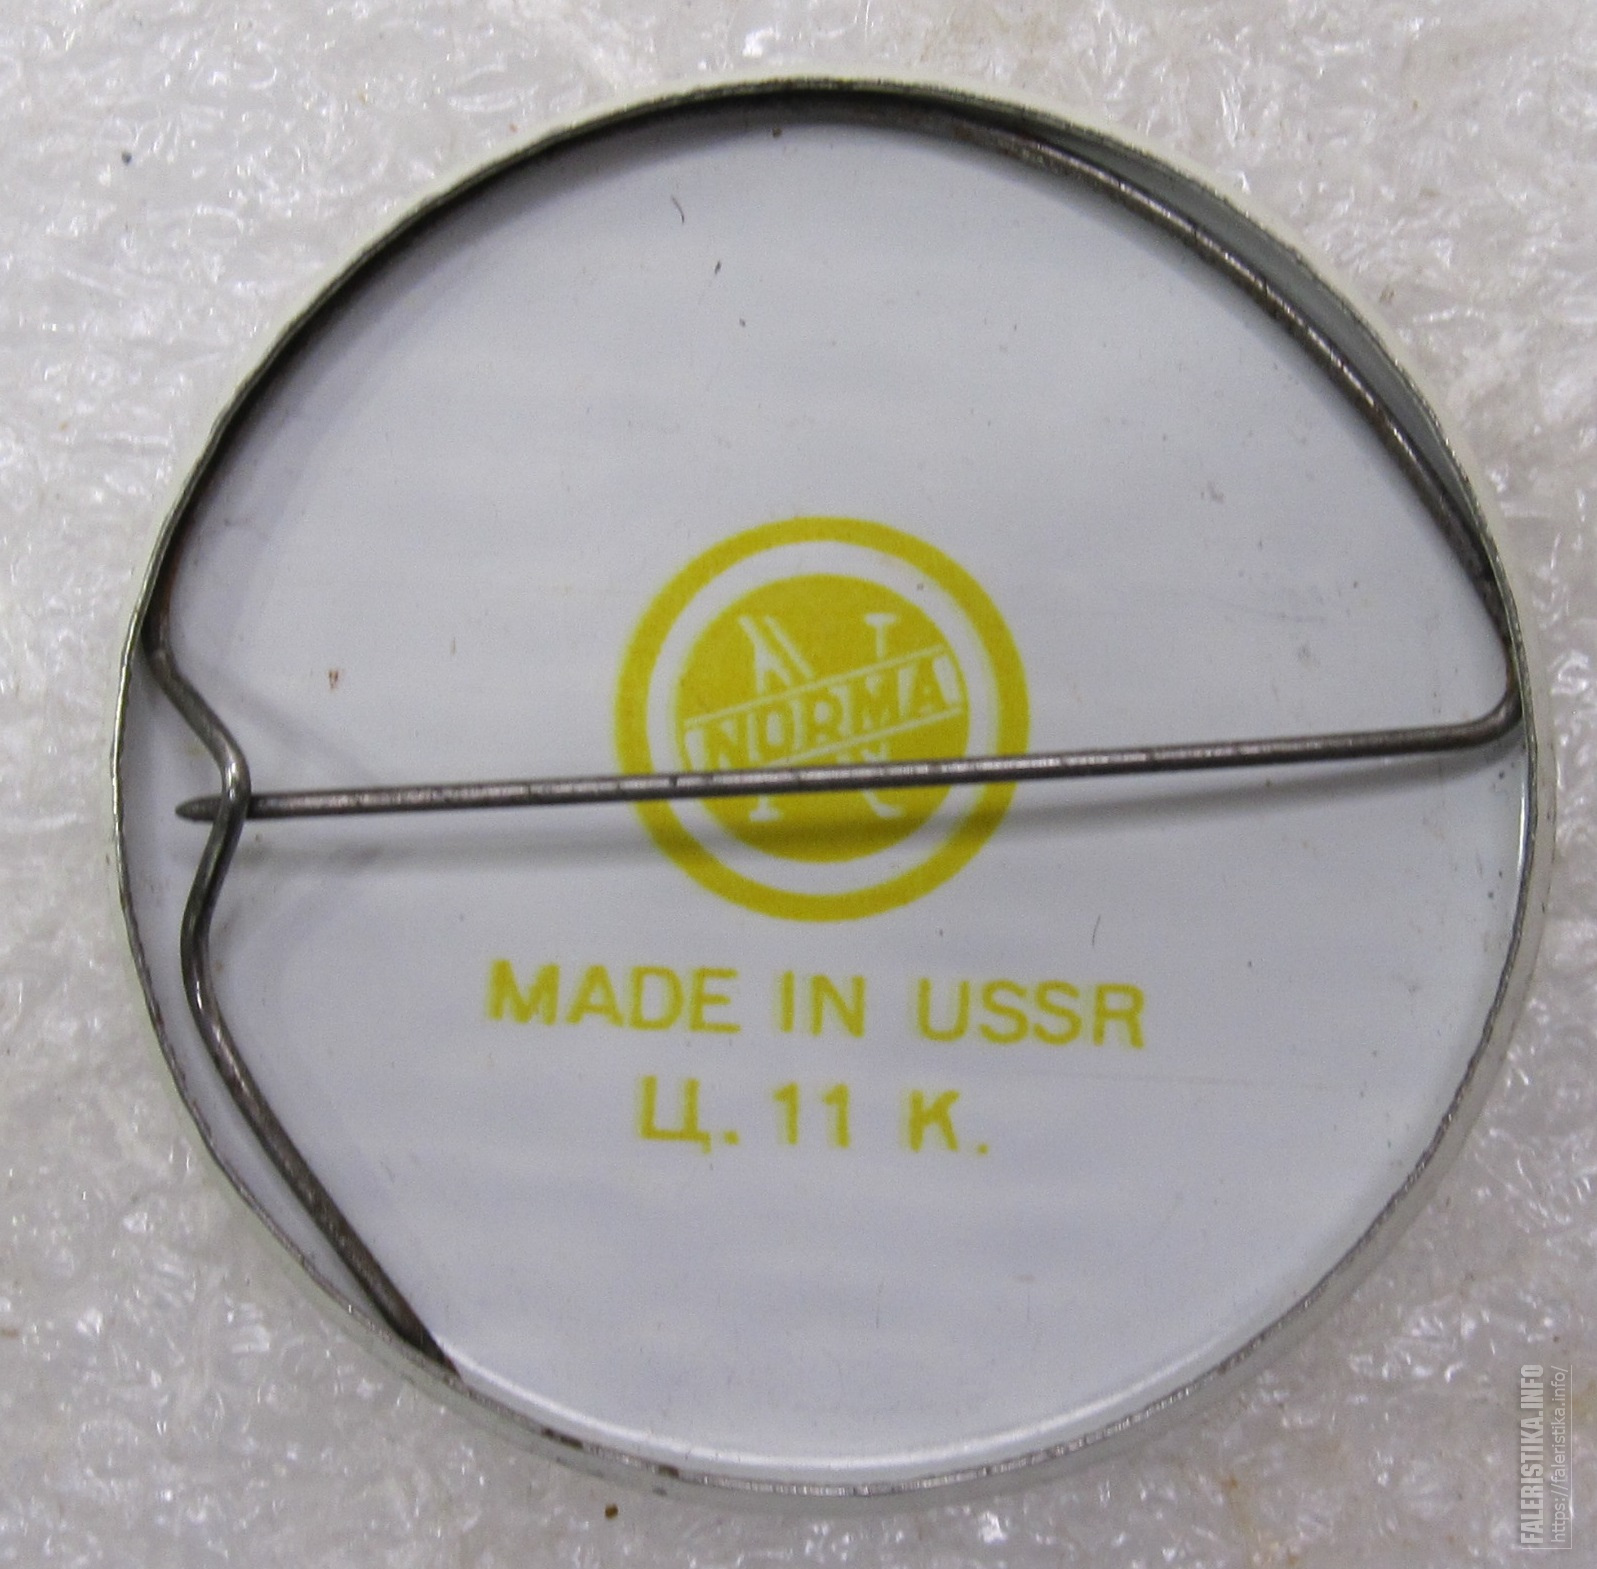 NORMA
MADE IN USSR
Ц. 11 К.
FALERISTIKA.INFO
https://faleristika.info/